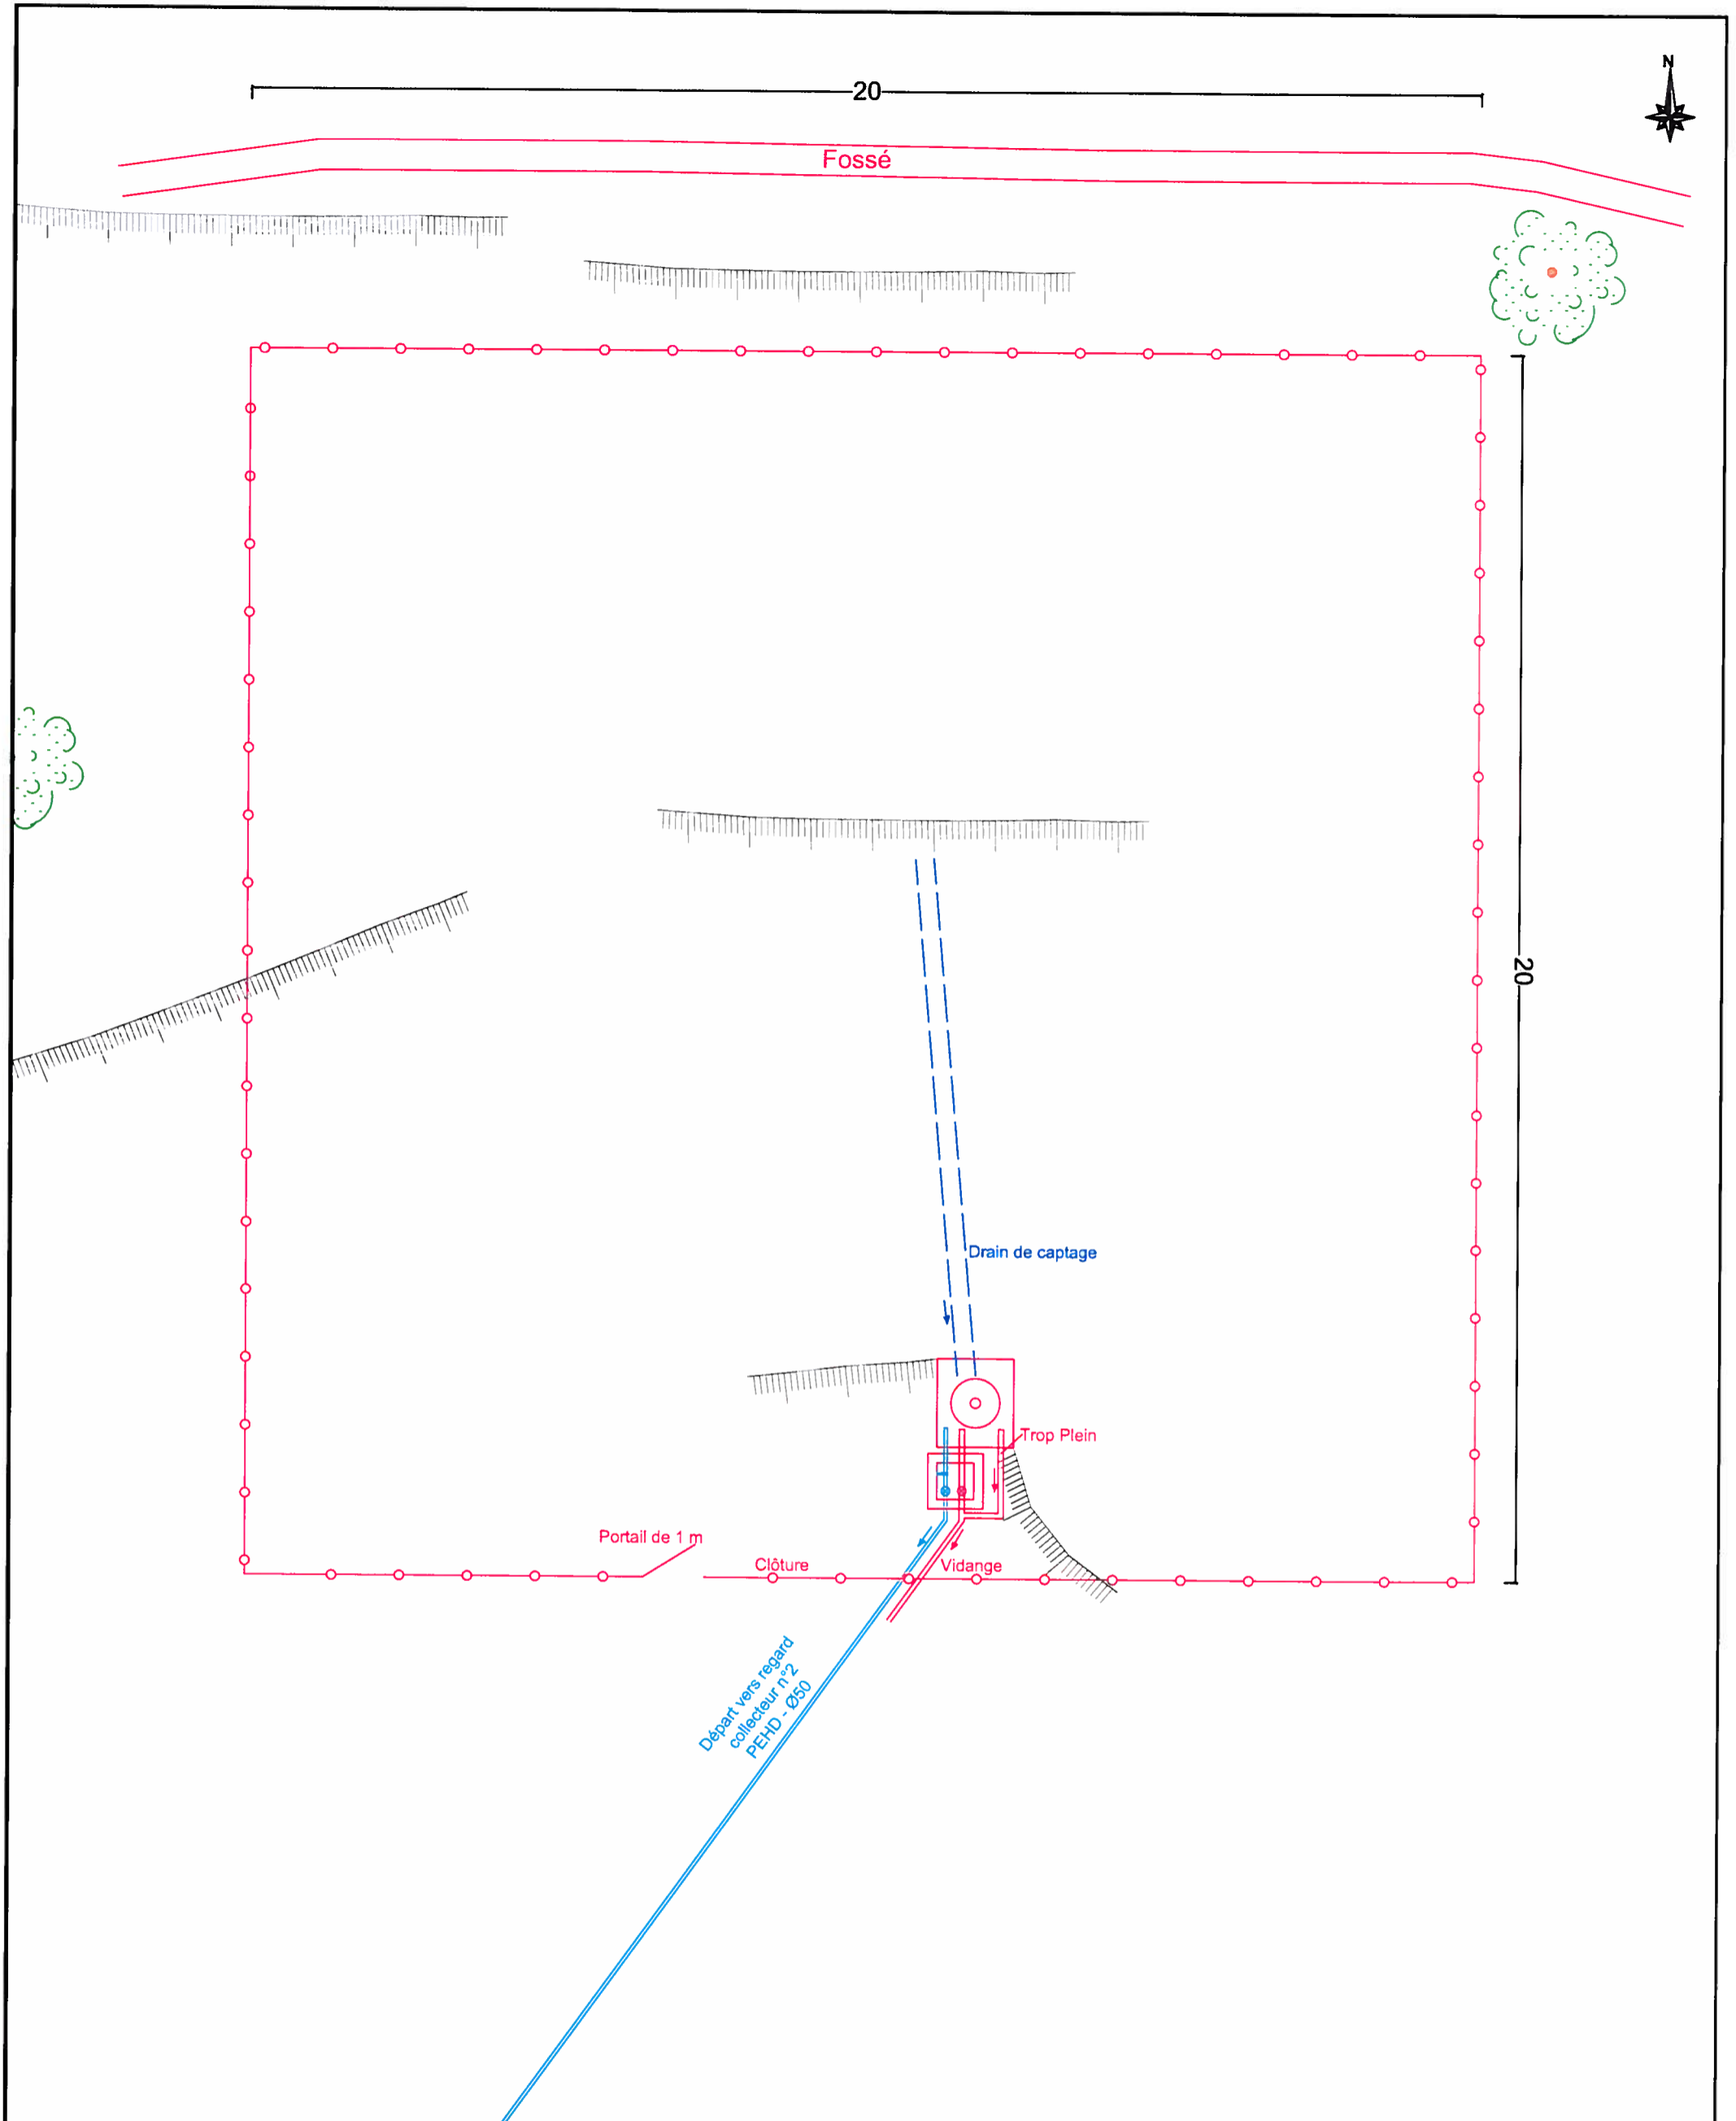 N
20
Fossé
20
Drain de captage
Trop Plein
Portail de 1 m
Clôture
Vidange
Départ vers regard
collecteur n°2
PEHD - Ø50